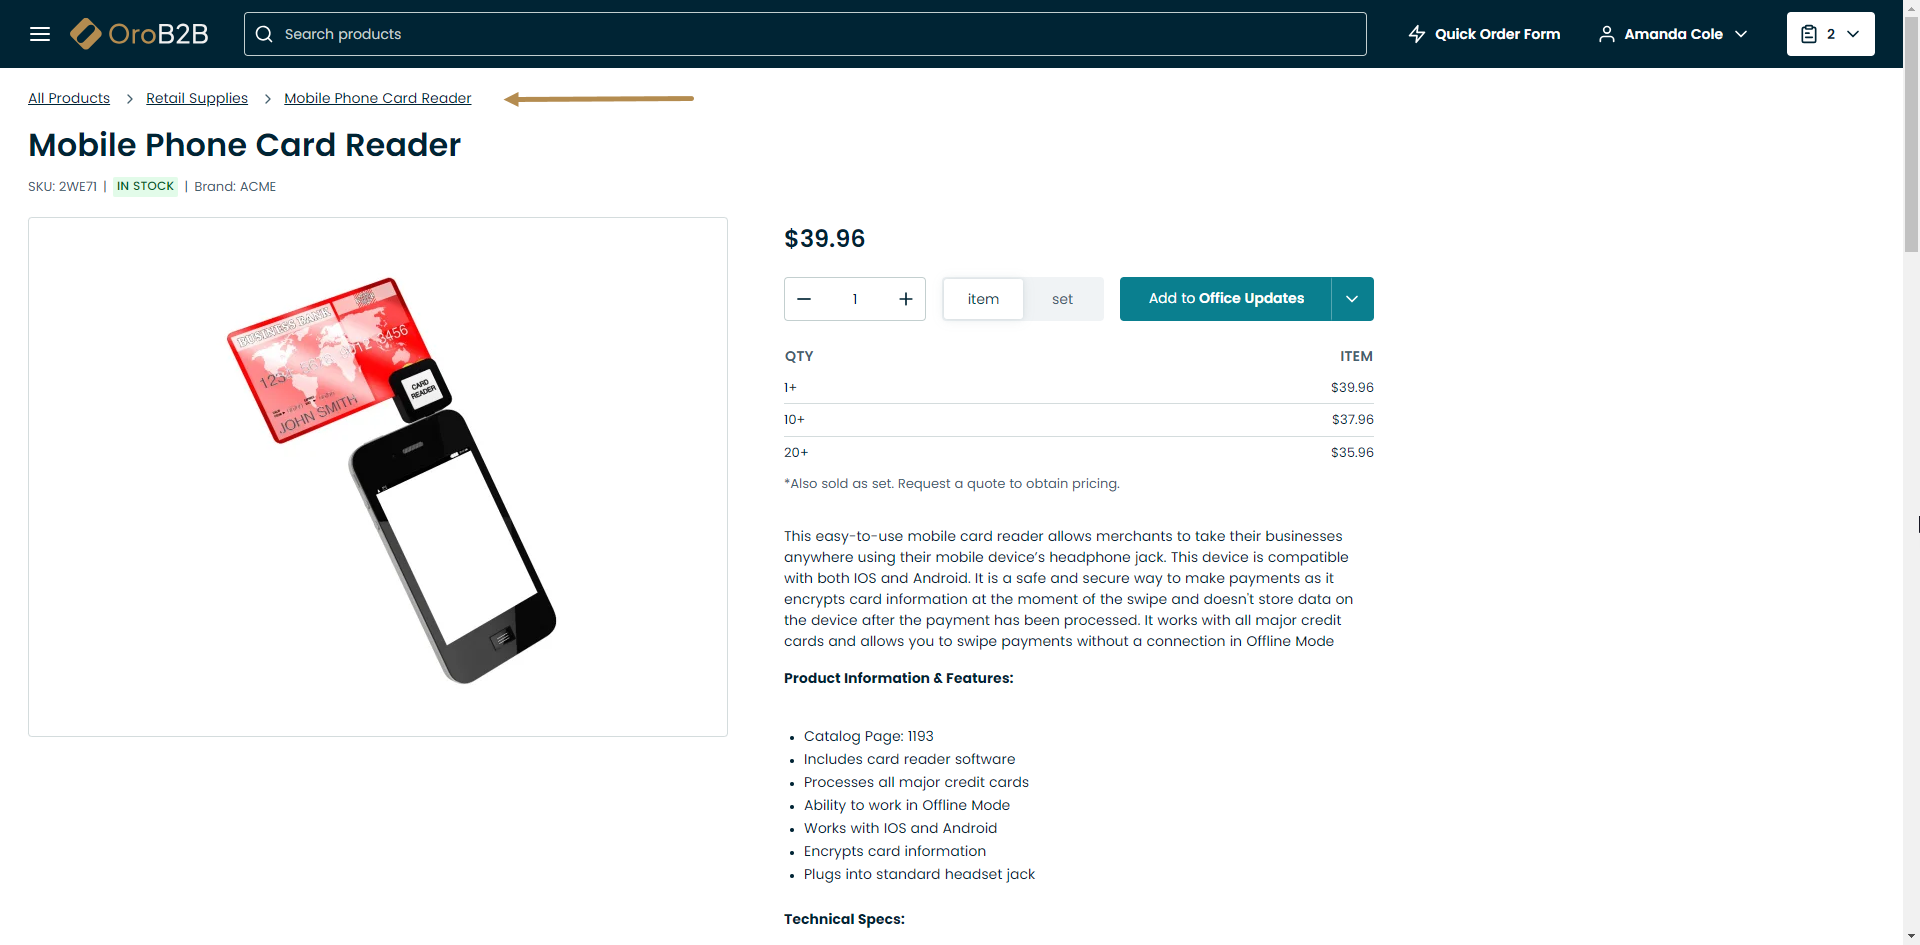 OroB2B
Search products
Quick Order Form
Amanda Cole
2
All Products > Retail Supplies > Mobile Phone Card Reader
Mobile Phone Card Reader
SKU: 2WE71 | IN STOCK | Brand: ACME
BUSINESS BANK
JOHN SMITH
CARD
READER
$39.96
1
item
set
Add to Office Updates
QTY ITEM
1+ $39.96
10+ $37.96
20+ $35.96
*Also sold as set. Request a quote to obtain pricing.
This easy-to-use mobile card reader allows merchants to take their businesses
anywhere using their mobile device’s headphone jack. This device is compatible
with both IOS and Android. It is a safe and secure way to make payments as it
encrypts card information at the moment of the swipe and doesn't store data on
the device after the payment has been processed. It works with all major credit
cards and allows you to swipe payments without a connection in Offline Mode
Product Information & Features:
• Catalog Page: 1193
• Includes card reader software
• Processes all major credit cards
• Ability to work in Offline Mode
• Works with IOS and Android
• Encrypts card information
• Plugs into standard headset jack
Technical Specs: